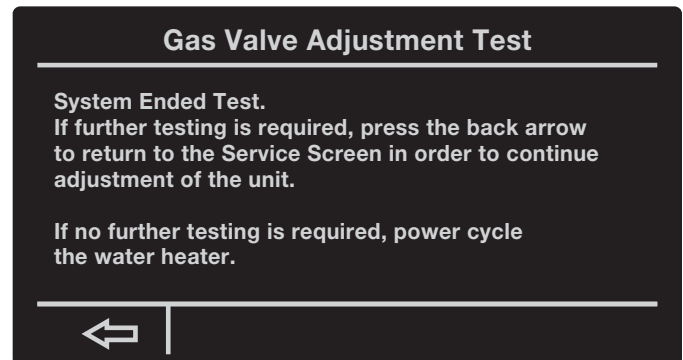 Gas Valve Adjustment Test
System Ended Test.
If further testing is required, press the back arrow
to return to the Service Screen in order to continue
adjustment of the unit.
If no further testing is required, power cycle
the water heater.